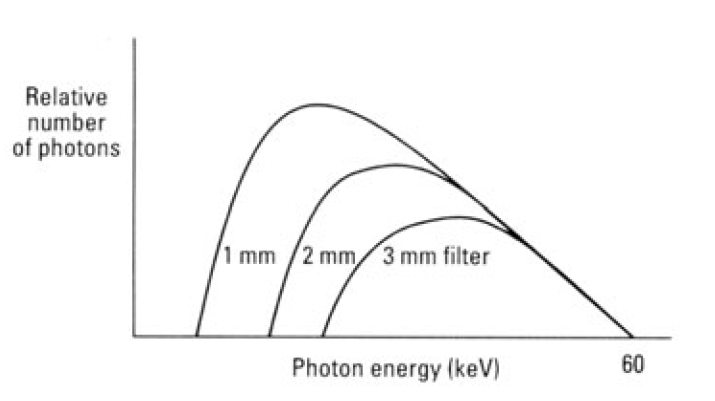 Relative
number
of photons
1 mm
2 mm
3 mm filter
Photon energy (keV)
60